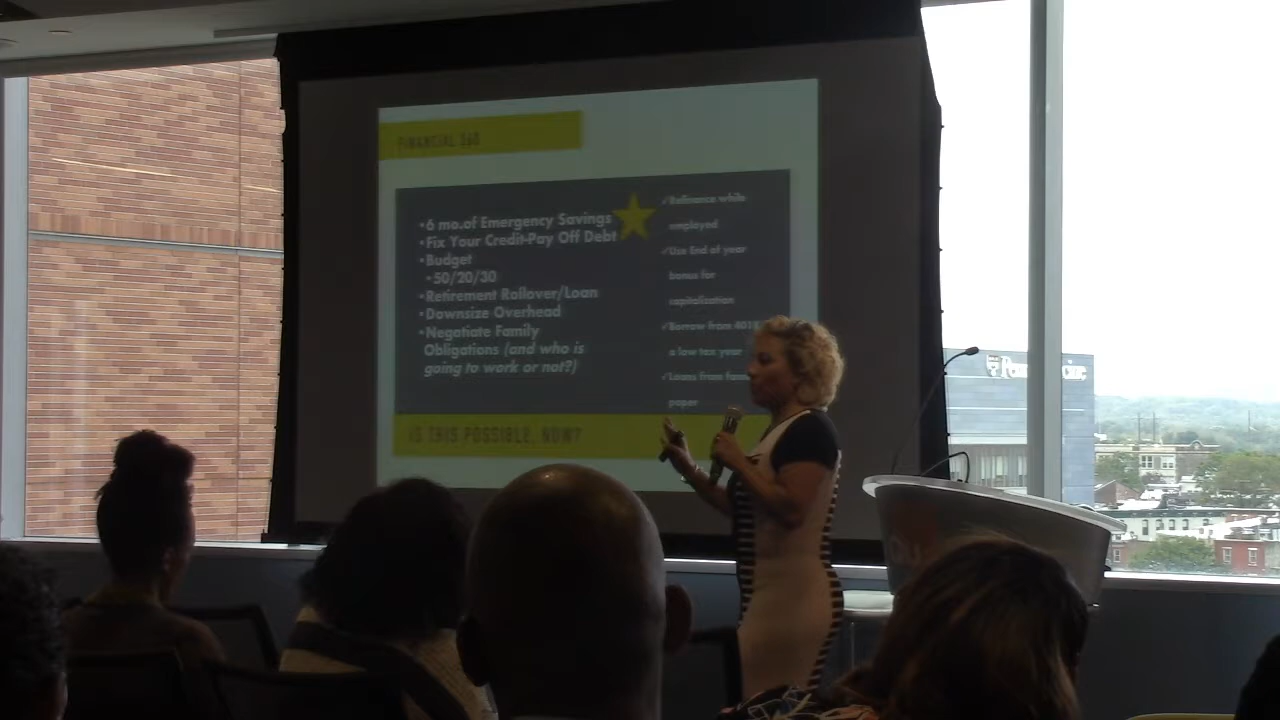 FINANCIAL 360
•6 mo.of Emergency Savings
•Fix Your Credit-Pay Off Debt
•Budget
•50/20/30
•Retirement Rollover/Loan
•Downsize Overhead
•Negotiate Family
Obligations (and who is
going to work or not?)
✓Refinance while
employed
✓Use End of year
bonus for
capitalization
✓Borrow from 401
a low tax year
✓Loans from
paper
IS THIS POSSIBLE, NOW?